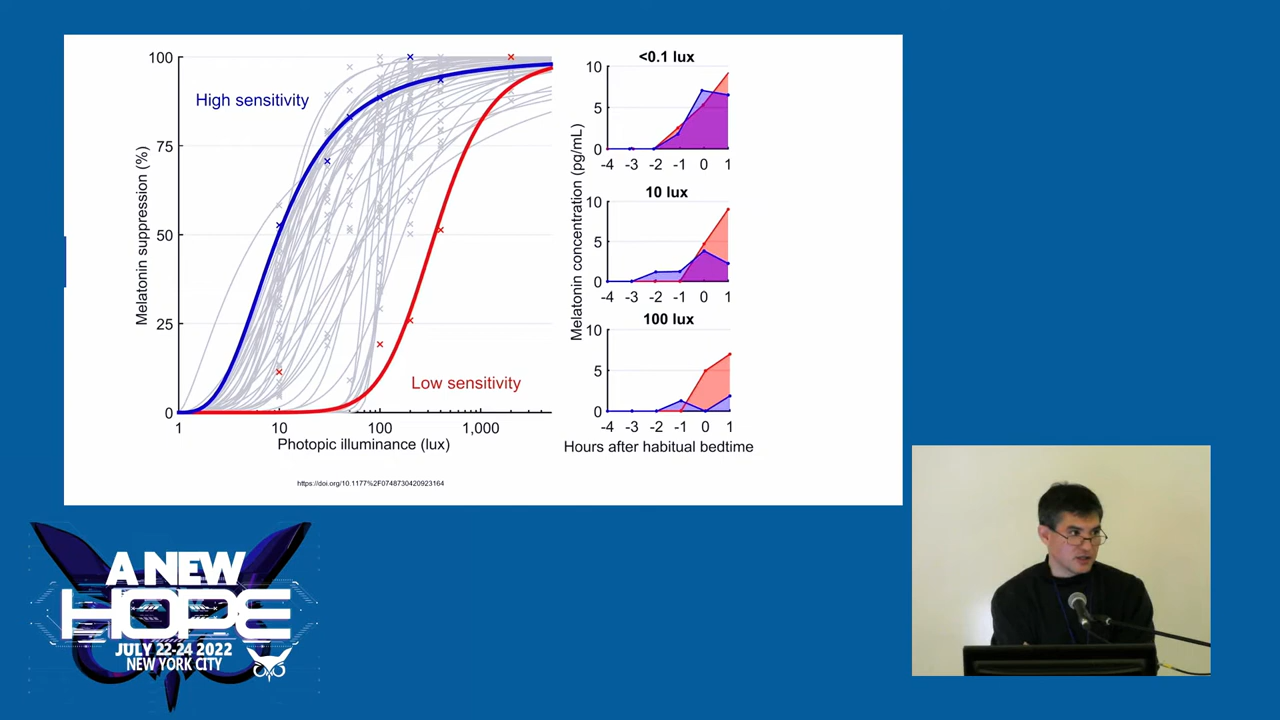 100
75
50
25
0
Melatonin suppression (%)
High sensitivity
Low sensitivity
1
10
100
1,000
Photopic illuminance (lux)
<0.1 lux
10
5
0
-4 -3 -2 -1 0 1
10 lux
10
5
0
-4 -3 -2 -1 0 1
100 lux
10
5
0
-4 -3 -2 -1 0 1
Melatonin concentration (pg/mL)
Hours after habitual bedtime
https://doi.org/10.1177%2F0748730420923164
A NEW
HOPE
JULY 22-24 2022
NEW YORK CITY